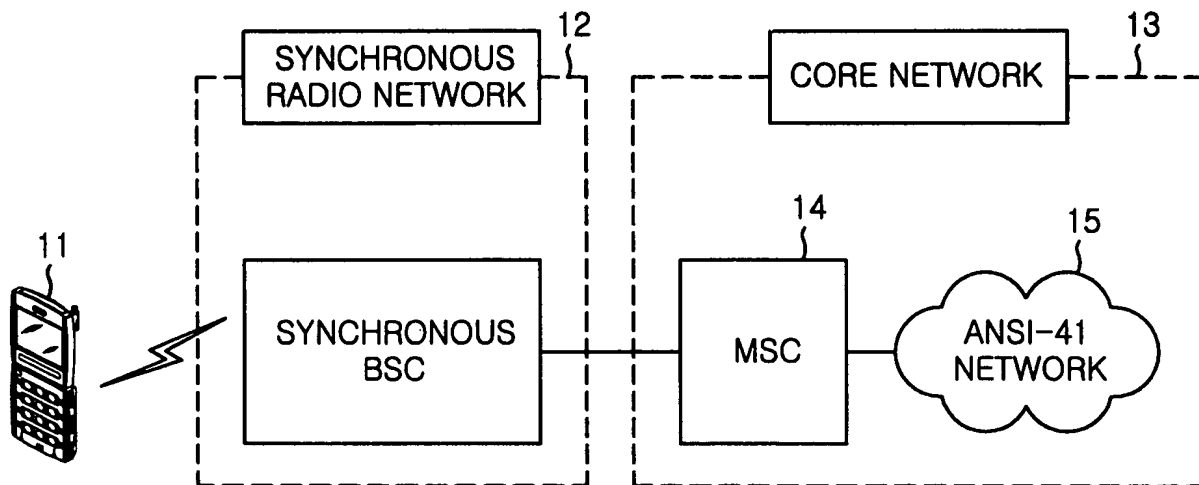 12
13
SYNCHRONOUS
RADIO NETWORK
CORE NETWORK
11
14
15
SYNCHRONOUS
BSC
MSC
ANSI-41
NETWORK